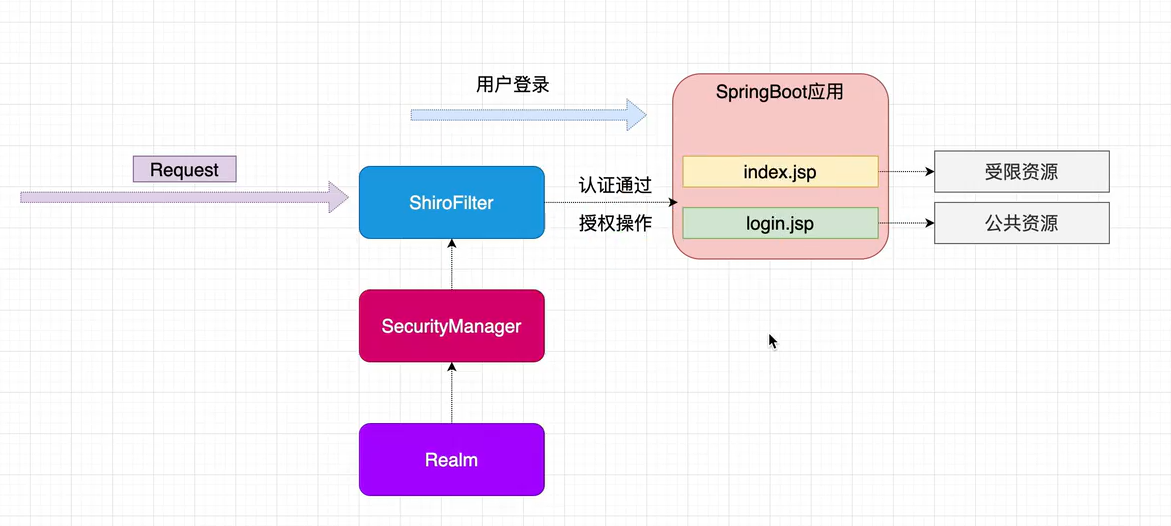 用户登录
SpringBoot应用
Request
index.jsp
受限资源
ShiroFilter
认证通过
授权操作
login.jsp
公共资源
SecurityManager
Realm